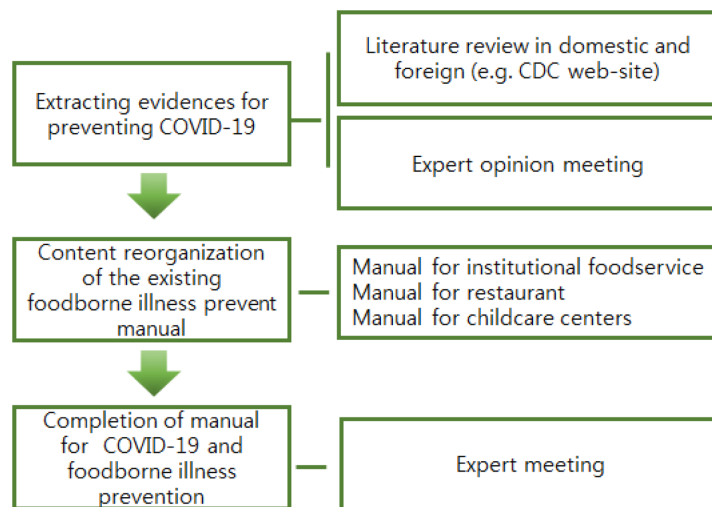 Extracting evidences for
preventing COVID-19
Literature review in domestic and
foreign (e.g. CDC web-site)
Expert opinion meeting
Content reorganization
of the existing
foodborne illness prevent
manual
Manual for institutional foodservice
Manual for restaurant
Manual for childcare centers
Completion of manual
for COVID-19 and
foodborne illness
prevention
Expert meeting